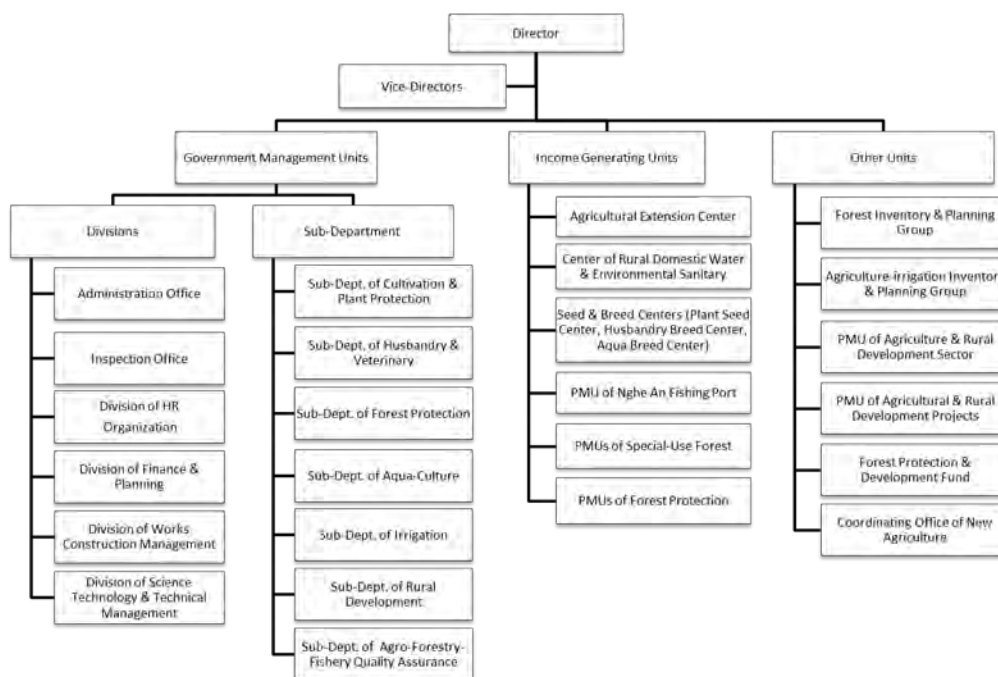 Director
Vice-Directors
Government Management Units
Income Generating Units
Other Units
Divisions
Sub-Department
Administration Office
Inspection Office
Division of HR
Organization
Division of Finance &
Planning
Division of Works
Construction Management
Division of Science
Technology & Technical
Management
Sub-Dept. of Cultivation &
Plant Protection
Sub-Dept. of Husbandry &
Veterinary
Sub-Dept. of Forest Protection
Sub-Dept. of Aqua-Culture
Sub-Dept. of Irrigation
Sub-Dept. of Rural
Development
Sub-Dept. of Agro-Forestry-
Fishery Quality Assurance
Agricultural Extension Center
Center of Rural Domestic Water
& Environmental Sanitary
Seed & Breed Centers (Plant Seed
Center, Husbandry Breed Center,
Aqua Breed Center)
PMU of Nghe An Fishing Port
PMUs of Special-Use Forest
PMUs of Forest Protection
Forest Inventory & Planning
Group
Agriculture-Irrigation Inventory
& Planning Group
PMU of Agriculture & Rural
Development Sector
PMU of Agricultural & Rural
Development Projects
Forest Protection &
Development Fund
Coordinating Office of New
Agriculture